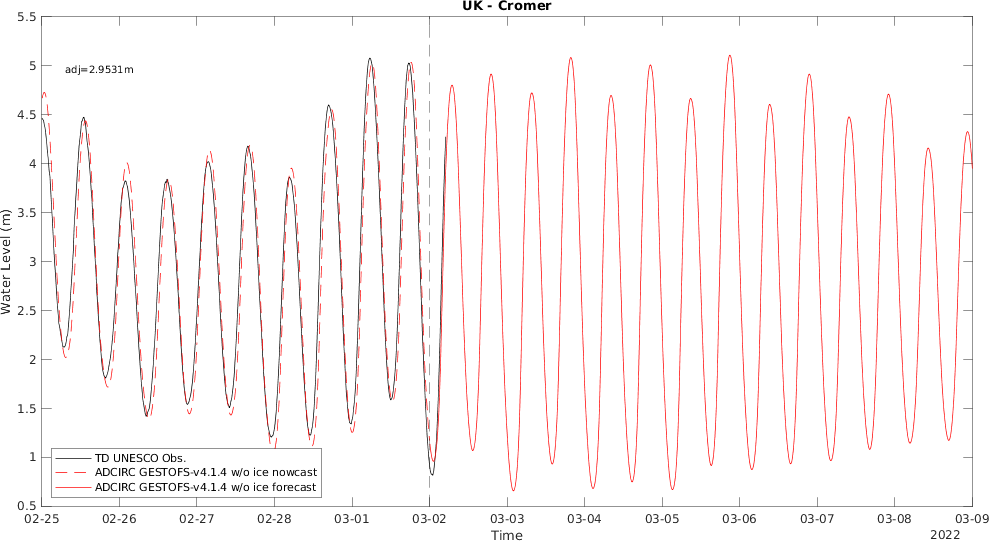 UK - Cromer
adj=2.9531m
5.5
5
4.5
4
3.5
3
2.5
2
1.5
1
0.5
Water Level (m)
TD UNESCO Obs.
ADCIRC GESTOFS-v4.1.4 w/o ice nowcast
ADCIRC GESTOFS-v4.1.4 w/o ice forecast
02-25 02-26 02-27 02-28 03-01 03-02 03-03 03-04 03-05 03-06 03-07 03-08 03-09
Time
2022